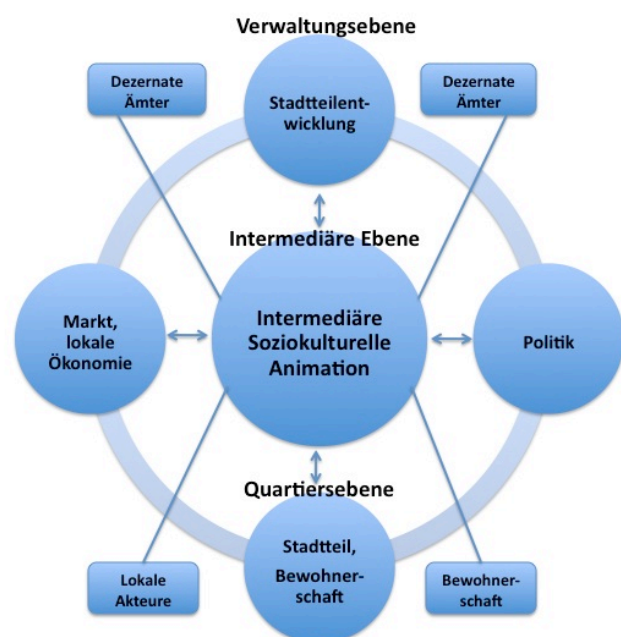 Verwaltungsebene
Dezernate
Ämter
Stadtteilent-
wicklung
Dezernate
Ämter
Intermediäre Ebene
Markt,
lokale
Ökonomie
Intermediäre
Soziokulturelle
Animation
Politik
Quartiersebene
Lokale
Akteure
Stadtteil,
Bewohner-
schaft
Bewohner-
schaft